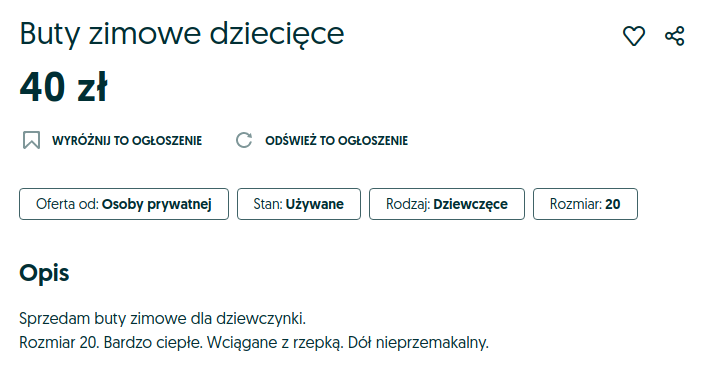 Buty zimowe dziecięce
40 zł
WYRÓŻNIJ TO OGŁOSZENIE ODŚWIEŻ TO OGŁOSZENIE
Oferta od: Osoby prywatnej Stan: Używane Rodzaj: Dziewczęce Rozmiar: 20
Opis
Sprzedam buty zimowe dla dziewczynki.
Rozmiar 20. Bardzo ciepłe. Wciągane z rzepką. Dół nieprzemakalny.